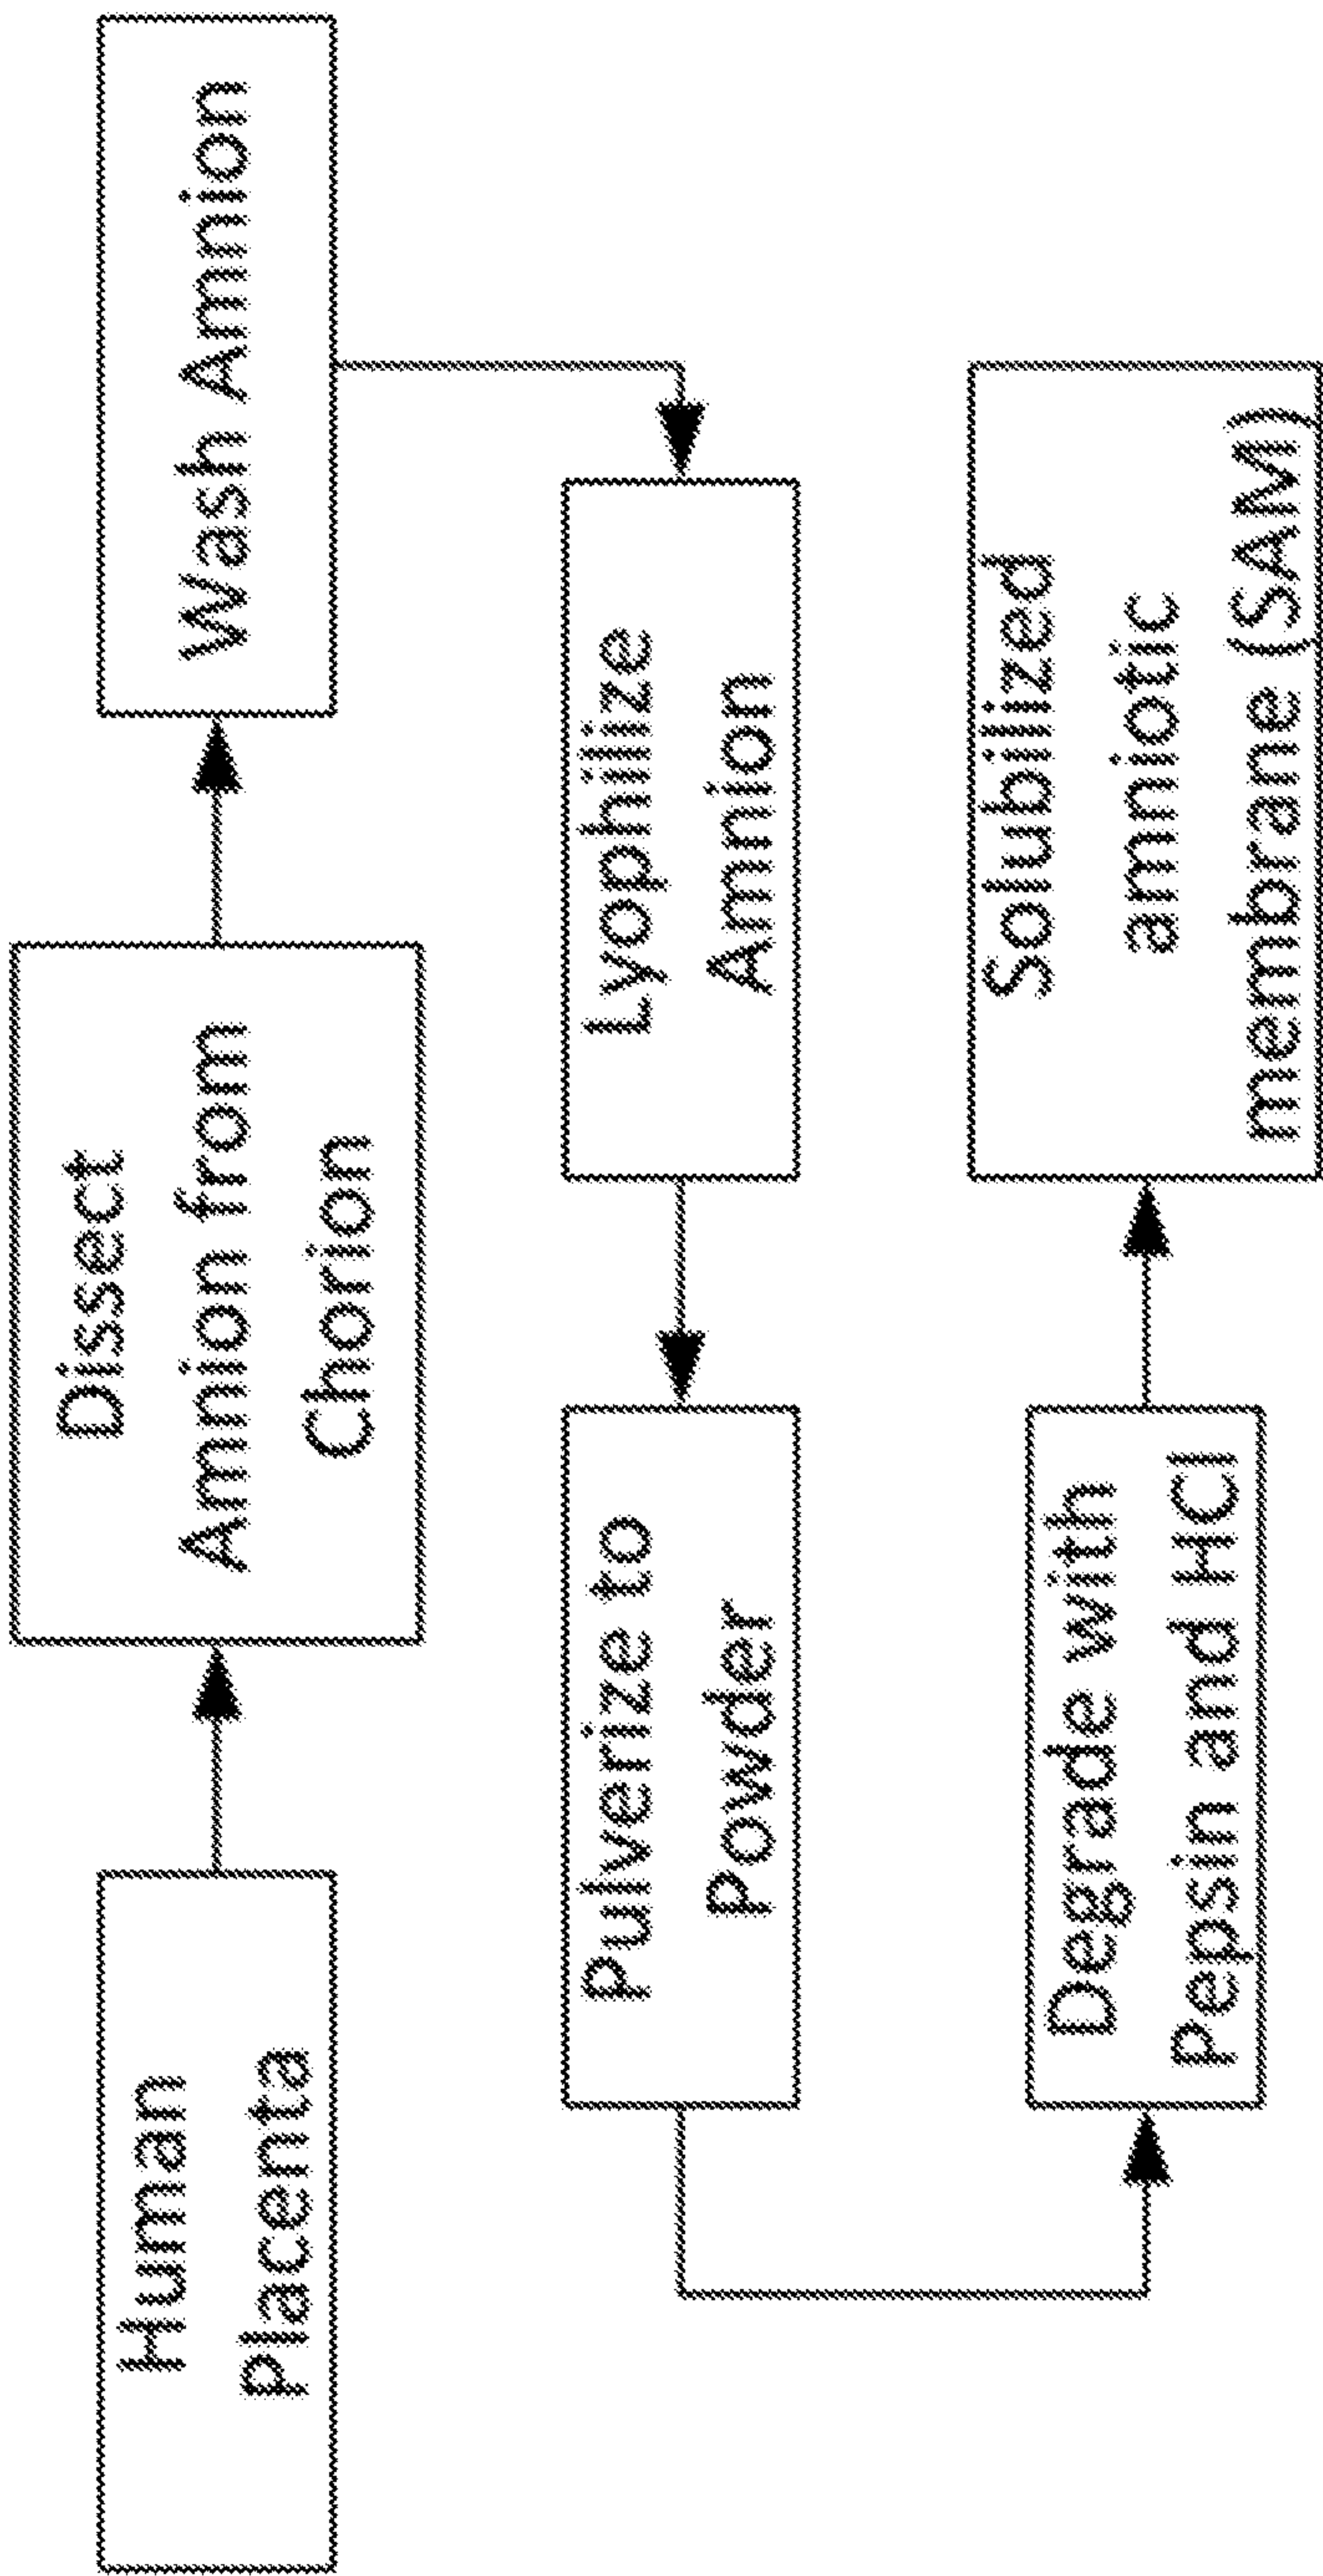 Human
Placenta
Dissect
Amnion from
Chorion
Wash Amnion
Lyophilize
Amnion
Pulverize to
Powder
Degrade with
Pepsin and HCl
Solubilized
amniotic
membrane (SAM)